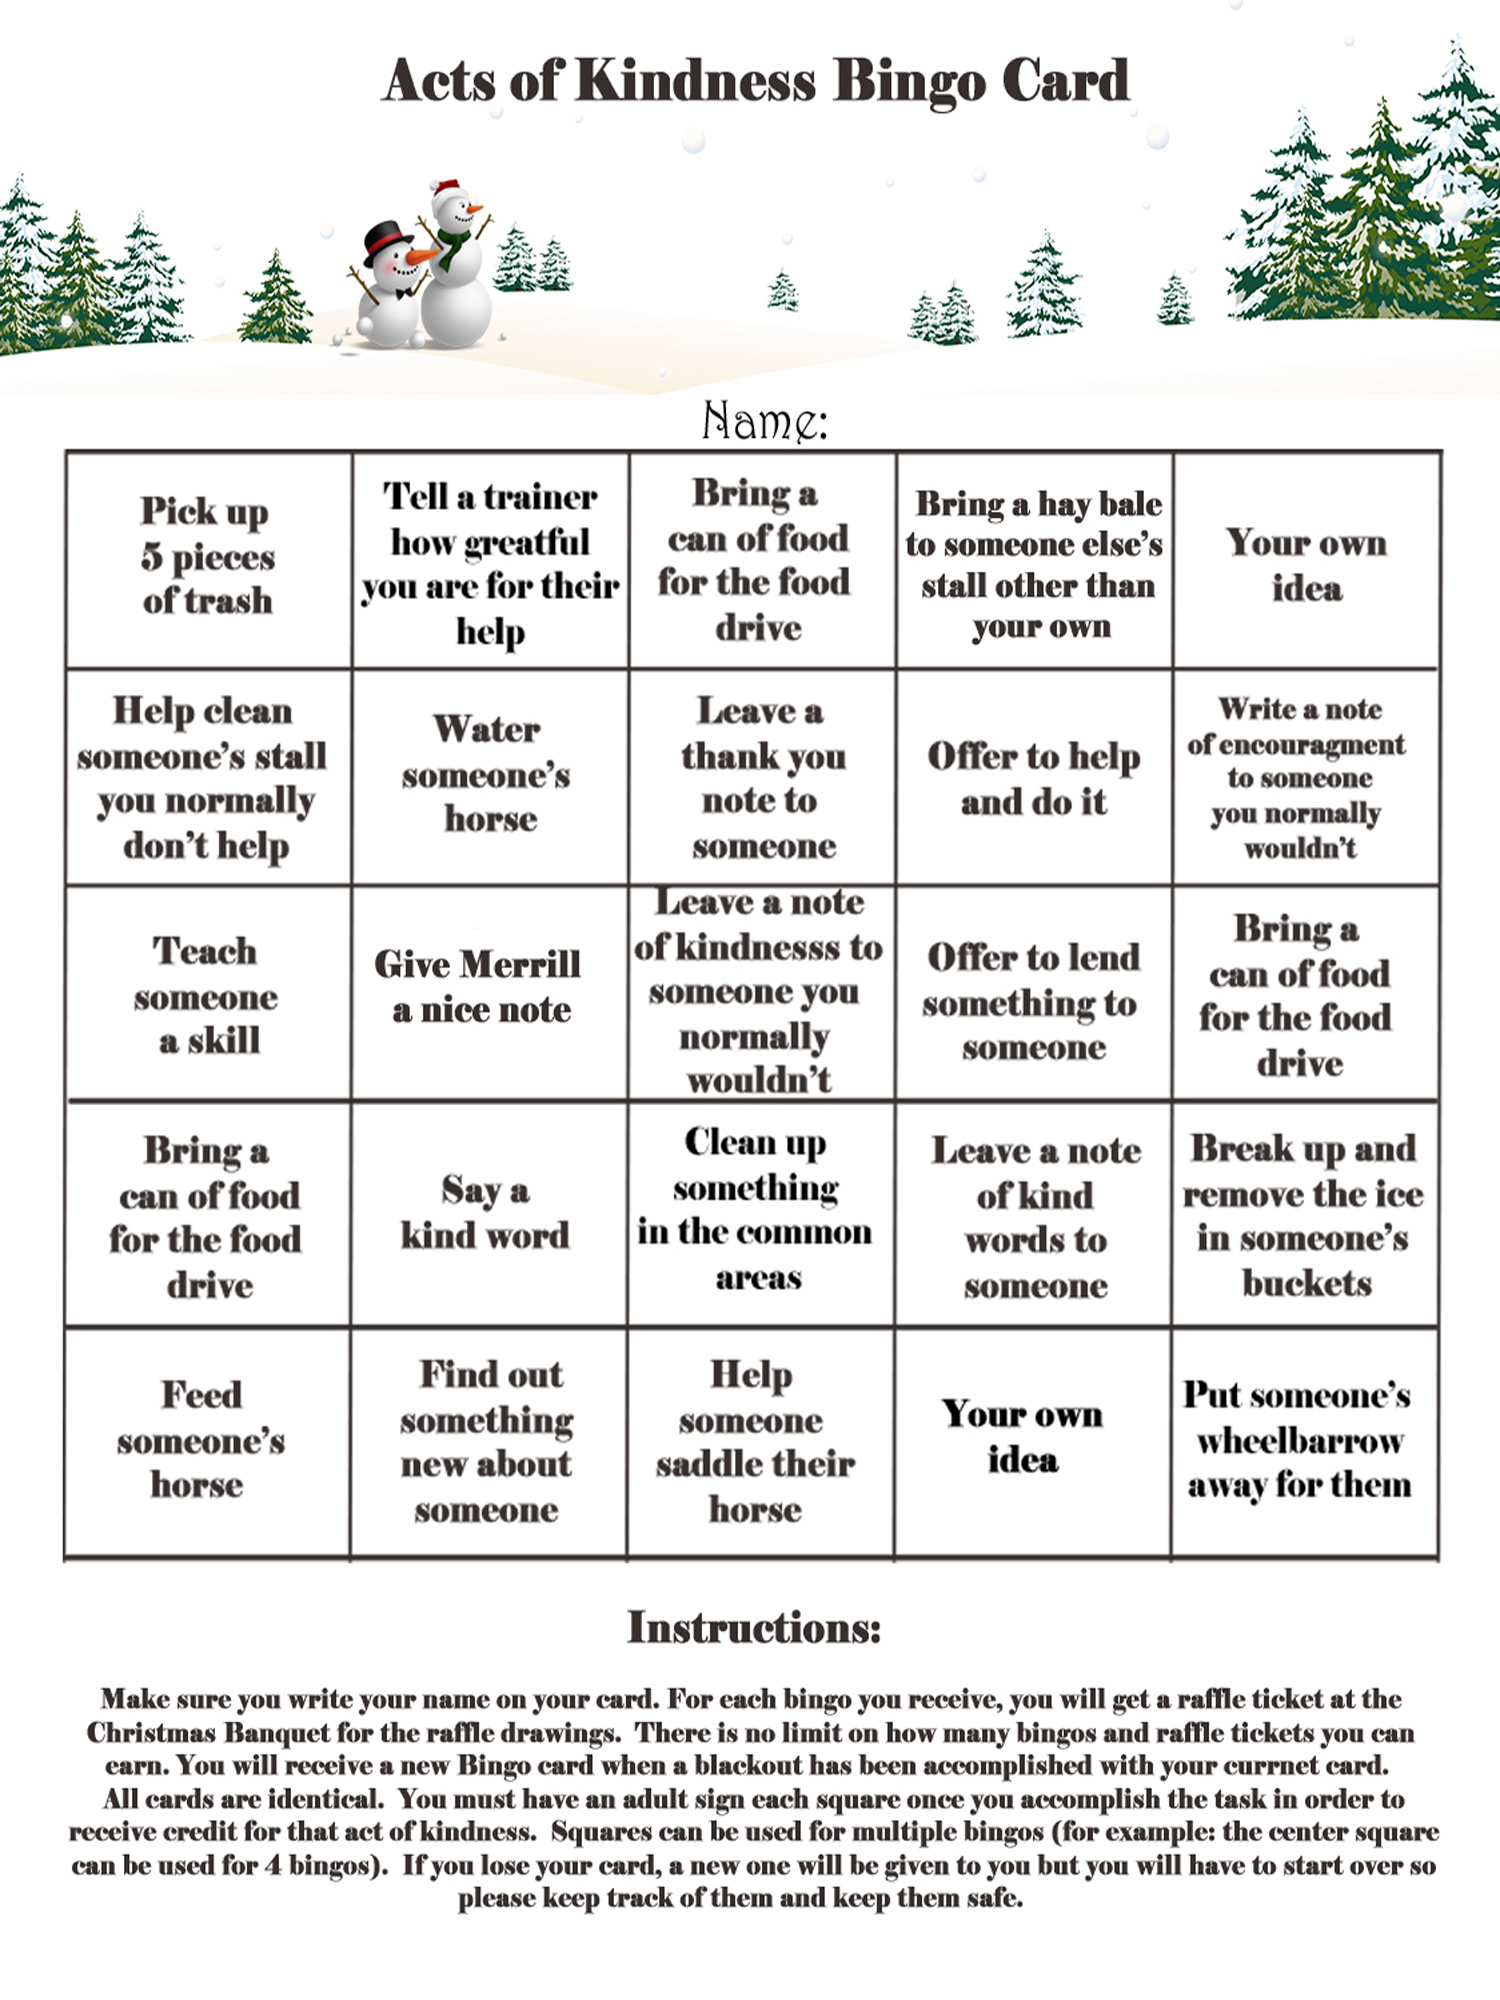 Acts of Kindness Bingo Card
Name:
Pick up
5 pieces
of trash
Tell a trainer
how greatful
you are for their
help
Bring a
can of food
for the food
drive
Bring a hay bale
to someone else's
stall other than
your own
Your own
idea
Help clean
someone's stall
you normally
don't help
Water
someone's
horse
Leave a
thank you
note to
someone
Offer to help
and do it
Write a note
of encouragment
to someone
you normally
wouldn't
Teach
someone
a skill
Give Merrill
a nice note
Leave a note
of kindnesss to
someone you
normally
wouldn't
Offer to lend
something to
someone
Bring a
can of food
for the food
drive
Bring a
can of food
for the food
drive
Say a
kind word
Clean up
something
in the common
areas
Leave a note
of kind
words to
someone
Break up and
remove the ice
in someone's
buckets
Feed
someone's
horse
Find out
something
new about
someone
Help
someone
saddle their
horse
Your own
idea
Put someone's
wheelbarrow
away for them
Instructions:
Make sure you write your name on your card. For each bingo you receive, you will get a raffle ticket at the
Christmas Banquet for the raffle drawings.  There is no limit on how many bingos and raffle tickets you can
earn. You will receive a new Bingo card when a blackout has been accomplished with your currnet card.
All cards are identical.  You must have an adult sign each square once you accomplish the task in order to
receive credit for that act of kindness.  Squares can be used for multiple bingos (for example: the center square
can be used for 4 bingos).  If you lose your card, a new one will be given to you but you will have to start over so
please keep track of them and keep them safe.